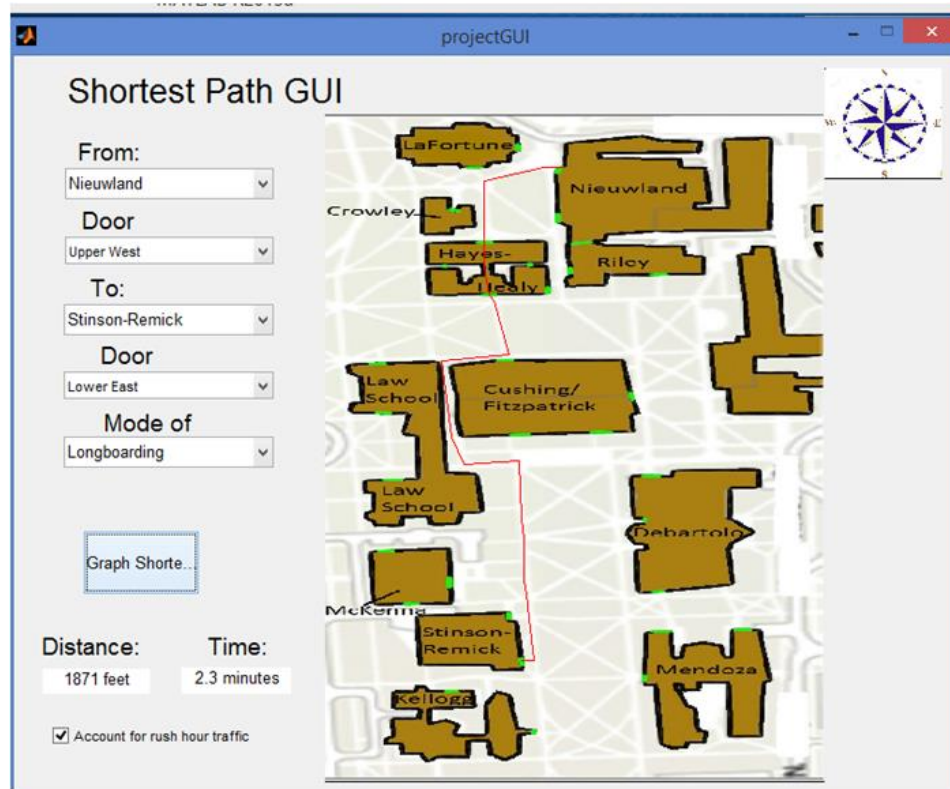 projectGUI
Shortest Path GUI
From:
Nieuwland
Door
Upper West
To:
Stinson-Remick
Door
Lower East
Mode of
Longboarding
Graph Shorte...
Distance:
Time:
1871 feet
2.3 minutes
Account for rush hour traffic
LaFortune
Nieuwland
Crowley
Hayes-
Riley
Healy
Law
School
Cushing/
Fitzpatrick
Law
School
Debartolo
McKenna
Stinson-
Remick
Mendoza
Kellogg
N
W
E
S